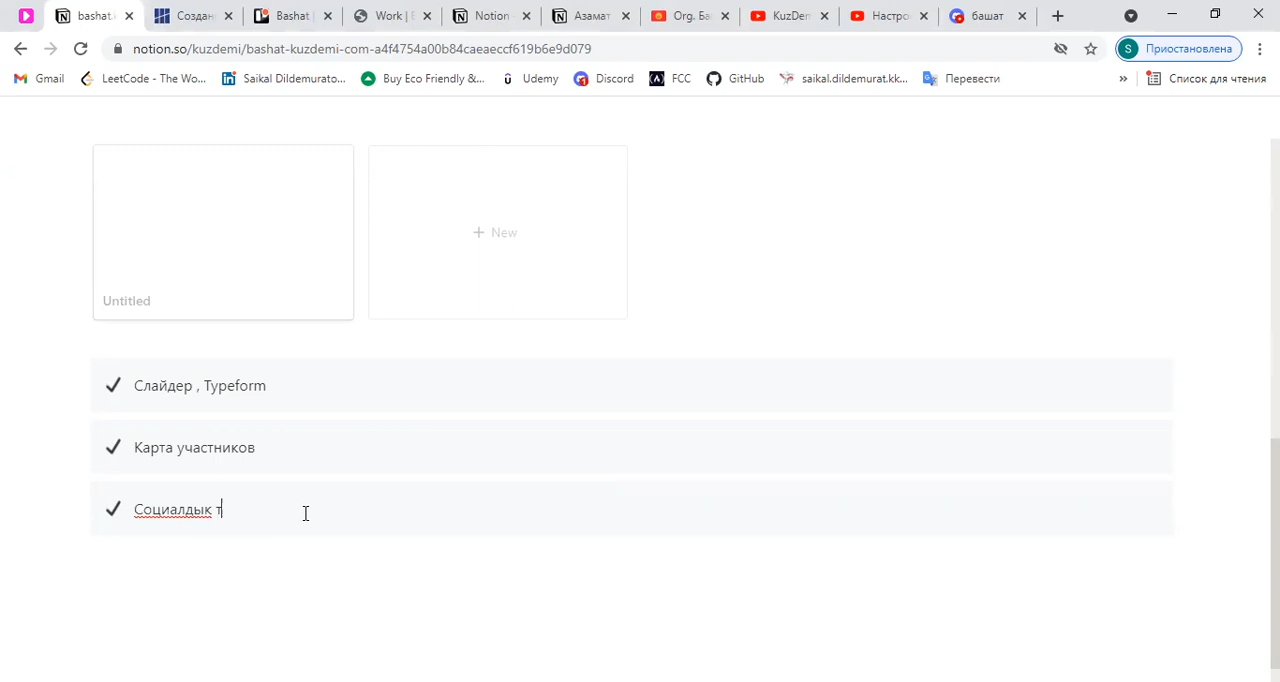 bashat.k
Создан
Bashat |
Work | E
Notion -
Азамат
Org. Ба
KuzDem
Настро
башат
notion.so/kuzdemi/bashat-kuzdemi-com-a4f4754a00b84caeaeccf619b6e9d079
S Приостановлена
Gmail
LeetCode - The Wo...
Saikal Dildemurato...
Buy Eco Friendly &...
Udemy
Discord
FCC
GitHub
saikal.dildemurat.kk...
Перевести
»
Список для чтения
+ New
Untitled
Слайдер , Typeform
Карта участников
Социалдык т